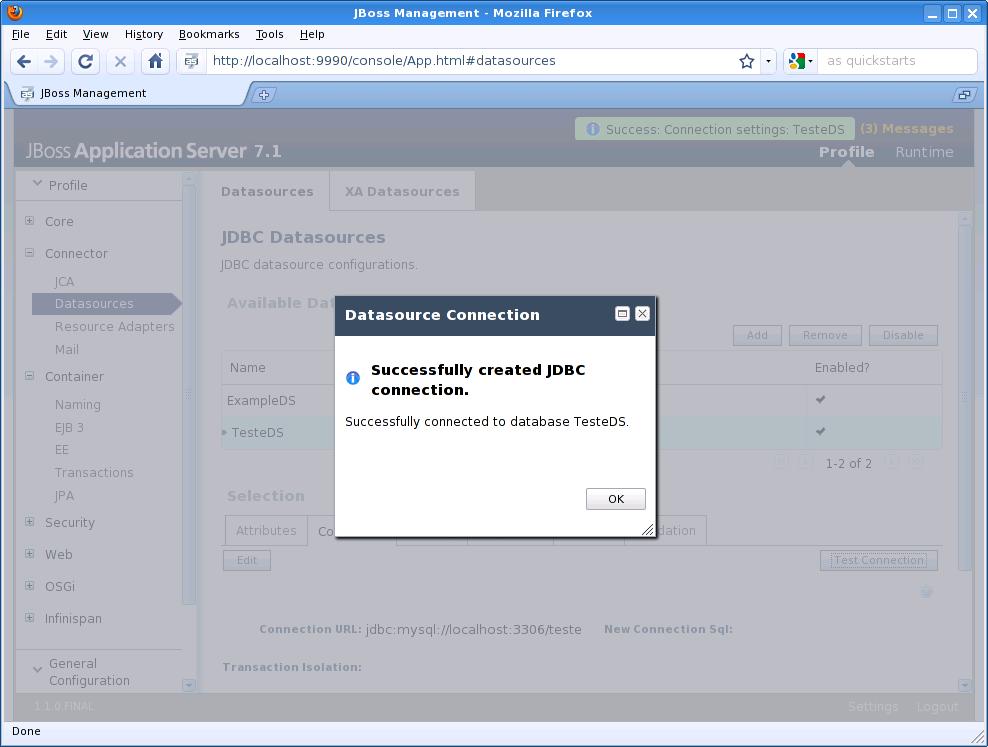 JBoss Management - Mozilla Firefox
File Edit View History Bookmarks Tools Help
http://localhost:9990/console/App.html#datasources
as quickstarts
JBoss Management
Success: Connection settings: TesteDS (3) Messages
JBoss Application Server 7.1
Profile Runtime
Profile
Core
Connector
JCA
Datasources
Resource Adapters
Mail
Container
Naming
EJB 3
EE
Transactions
JPA
Security
Web
OSGi
Infinispan
General
Configuration
Datasources XA Datasources
JDBC Datasources
JDBC datasource configurations.
Available Dat
Add Remove Disable
Name Enabled?
ExampleDS
TesteDS
1-2 of 2
Selection
Attributes Co dation
Edit Test Connection
Connection URL: jdbc:mysql://localhost:3306/teste New Connection Sql:
Transaction Isolation:
Datasource Connection
Successfully created JDBC
connection.
Successfully connected to database TesteDS.
OK
1.1.0.FINAL
Settings Logout
Done